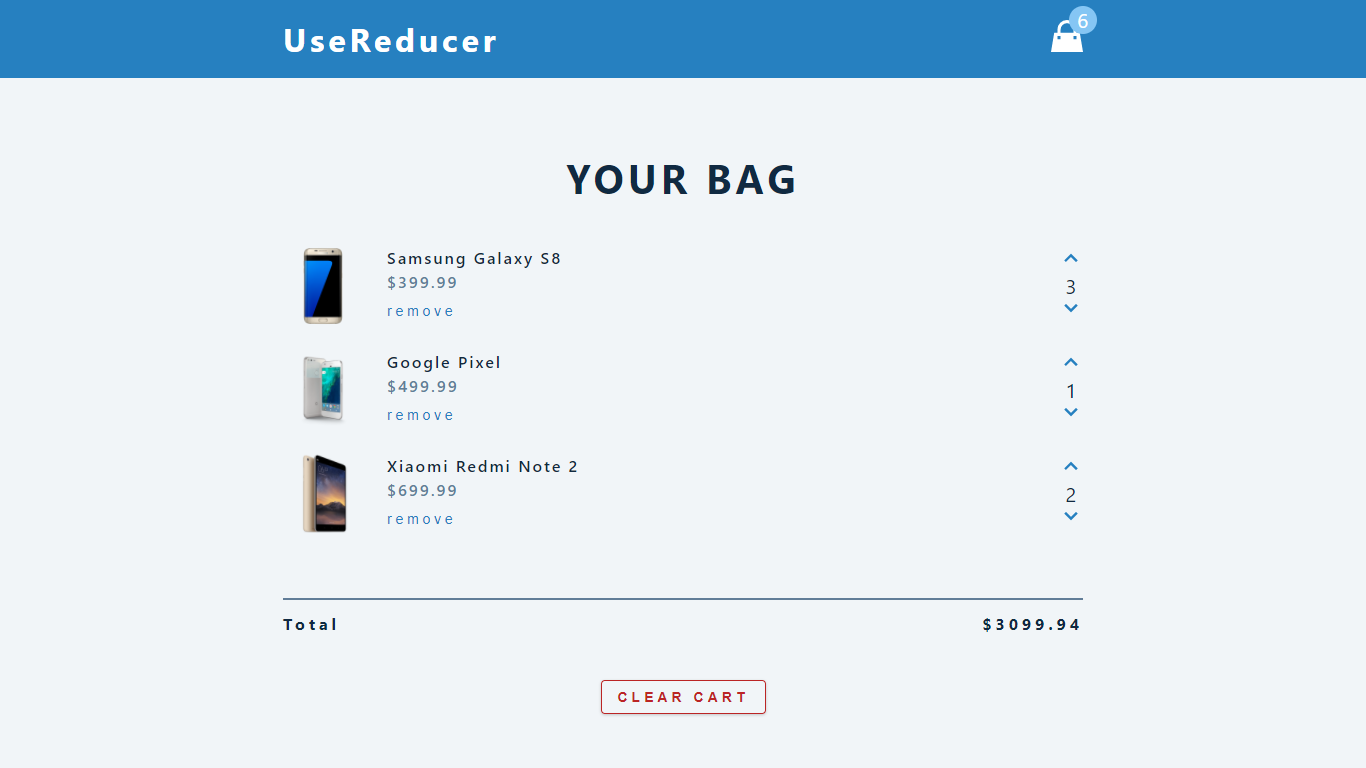 UseReducer
6
YOUR BAG
Samsung Galaxy S8
$399.99
remove
3
Google Pixel
$499.99
remove
1
Xiaomi Redmi Note 2
$699.99
remove
2
Total $3099.94
CLEAR CART